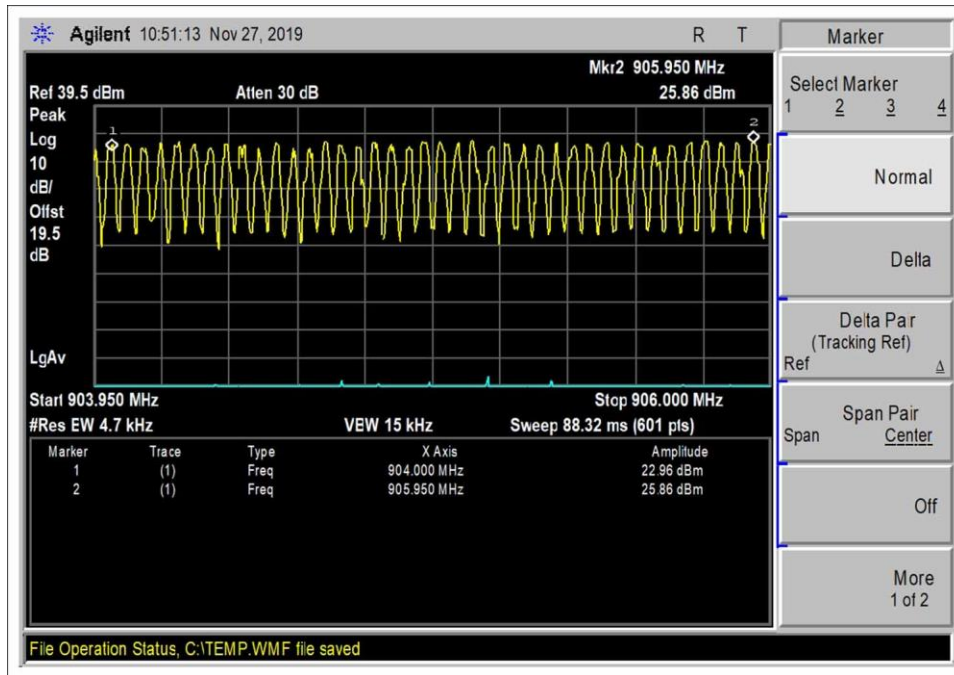 Agilent 10:51:13 Nov 27, 2019 R T
Mkr2 905.950 MHz
Ref 39.5 dBm Atten 30 dB 25.86 dBm
Peak
Log
10
dB/
Offst
19.5
dB
1
2
LgAv
Start 903.950 MHz Stop 906.000 MHz
#Res EW 4.7 kHz VEW 15 kHz Sweep 88.32 ms (601 pts)
Marker Trace Type X Axis Amplitude
1 (1) Freq 904.000 MHz 22.96 dBm
2 (1) Freq 905.950 MHz 25.86 dBm
File Operation Status, C:\TEMP.WMF file saved
Marker
Select Marker
1 2 3 4
Normal
Delta
Delta Pair
(Tracking Ref)
Ref Δ
Span Pair
Span Center
Off
More
1 of 2